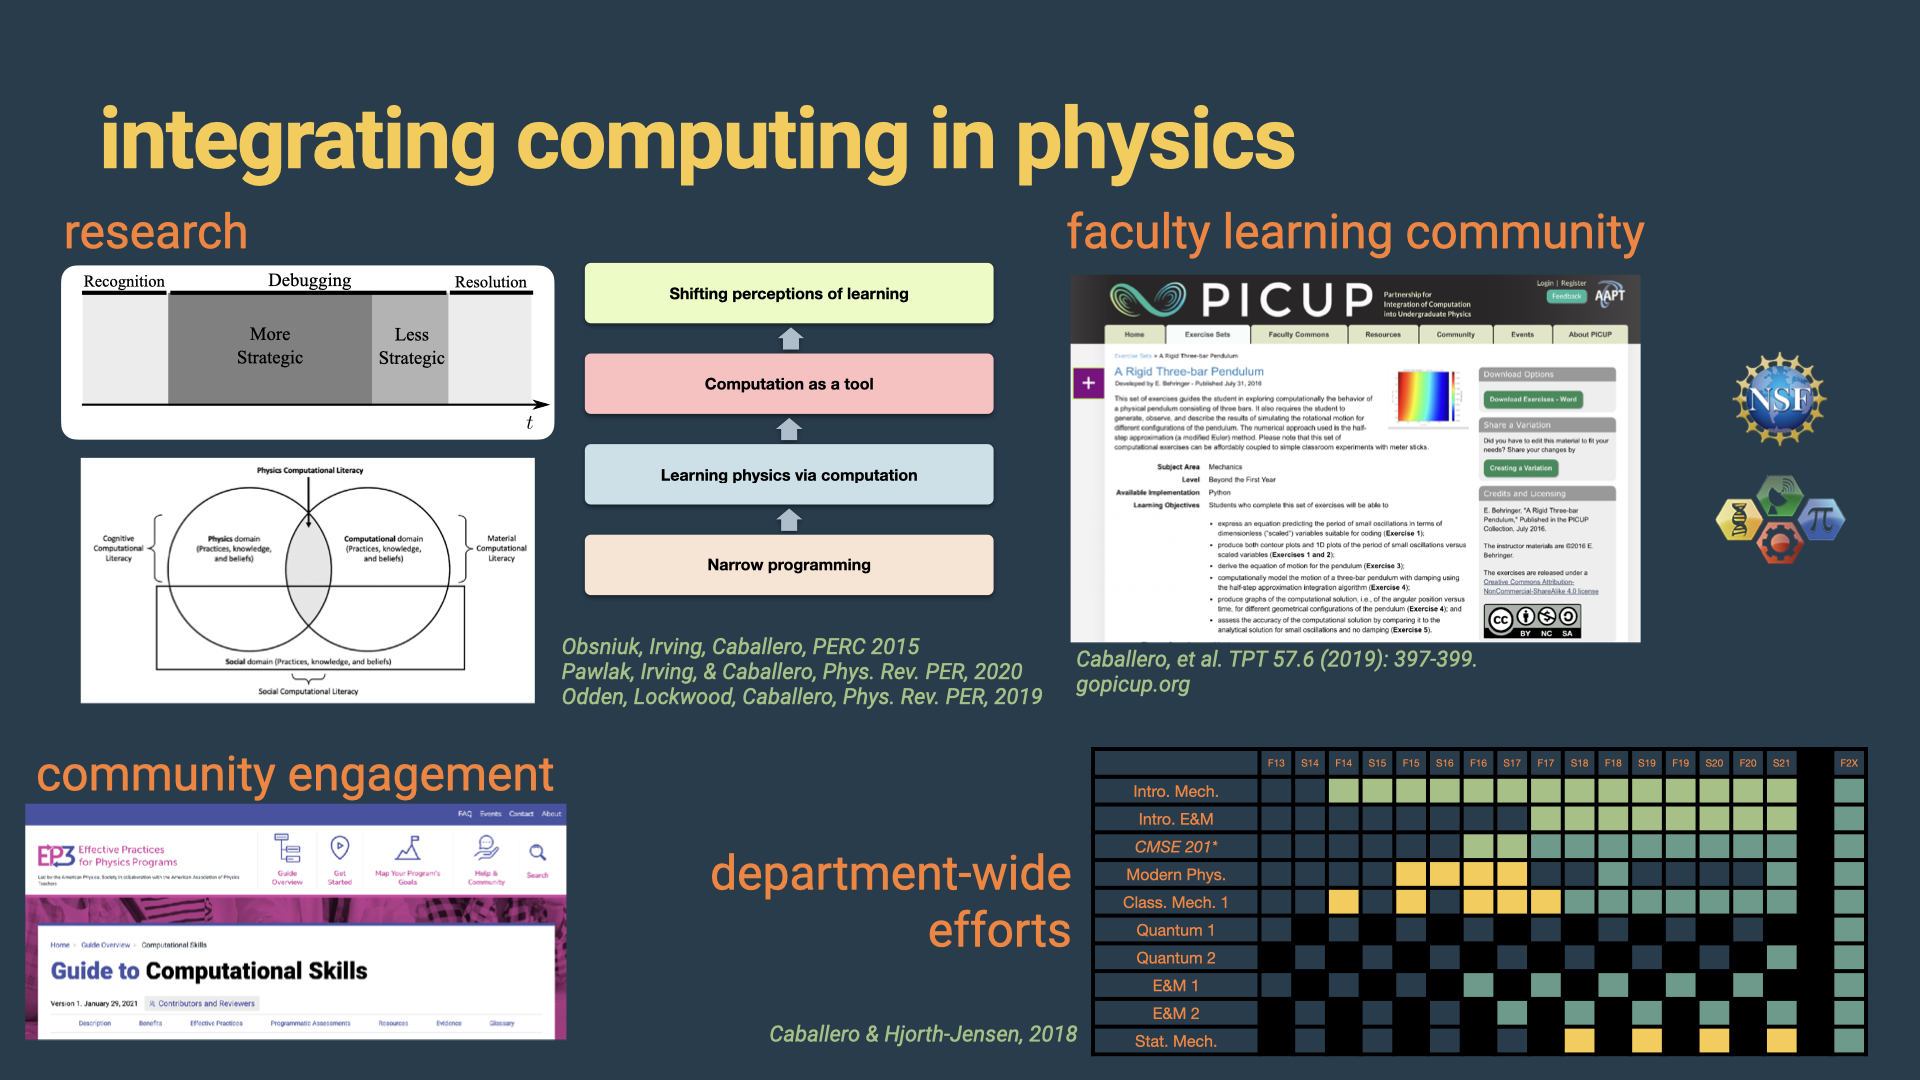 integrating computing in physics
research
Recognition
Debugging
Resolution
More
Strategic
Less
Strategic
t
Physics Computational Literacy
Cognitive
Computational
Literacy
Physics domain
(Practices, knowledge,
and beliefs)
Computational domain
(Practices, knowledge,
and beliefs)
Material
Computational
Literacy
Social domain (Practices, knowledge, and beliefs)
Social Computational Literacy
Shifting perceptions of learning
Computation as a tool
Learning physics via computation
Narrow programming
Obsniuk, Irving, Caballero, PERC 2015
Pawlak, Irving, & Caballero, Phys. Rev. PER, 2020
Odden, Lockwood, Caballero, Phys. Rev. PER, 2019
faculty learning community
PICUP
Partnership for
Integration of Computation
into Undergraduate Physics
Login | Register
Feedback
AAPT
Home Exercise Sets Faculty Commons Resources Community Events About PICUP
Exercise Sets » A Rigid Three-bar Pendulum
A Rigid Three-bar Pendulum
Developed by E. Behringer - Published July 31, 2016
This set of exercises guides the student in exploring computationally the behavior of
a physical pendulum consisting of three bars. It also requires the student to
generate, observe, and describe the results of simulating the rotational motion for
different configurations of the pendulum. The numerical approach used is the half-
step approximation (a modified Euler) method. Please note that this set of
computational exercises can be affordably coupled to simple classroom experiments with meter sticks.
Subject Area Mechanics
Level Beyond the First Year
Available Implementation Python
Learning Objectives Students who complete this set of exercises will be able to
• express an equation predicting the period of small oscillations in terms of
dimensionless ("scaled") variables suitable for coding (Exercise 1);
• produce both contour plots and 1D plots of the period of small oscillations versus
scaled variables (Exercises 1 and 2);
• derive the equation of motion for the pendulum (Exercise 3);
• computationally model the motion of a three-bar pendulum with damping using
the half-step approximation integration algorithm (Exercise 4);
• produce graphs of the computational solution, i.e., of the angular position versus
time, for different geometrical configurations of the pendulum (Exercise 4); and
• assess the accuracy of the computational solution by comparing it to the
analytical solution for small oscillations and no damping (Exercise 5).
Download Options
Download Exercises - Word
Share a Variation
Did you have to edit this material to fit your
needs? Share your changes by
Creating a Variation
Credits and Licensing
E. Behringer, "A Rigid Three-bar
Pendulum," Published in the PICUP
Collection, July 2016.
The instructor materials are ©2016 E.
Behringer.
The exercises are released under a
Creative Commons Attribution-
NonCommercial-ShareAlike 4.0 license
cc
BY NC SA
NSF
π
Caballero, et al. TPT 57.6 (2019): 397-399.
gopicup.org
community engagement
FAQ Events Contact About
EP3 Effective Practices
for Physics Programs
Led by the American Physical Society in collaboration with the American Association of Physics
Teachers
Guide
Overview
Get
Started
Map Your Program's
Goals
Help &
Community
Search
Home > Guide Overview > Computational Skills
Guide to Computational Skills
Version 1. January 29, 2021 Contributors and Reviewers
Description Benefits Effective Practices Programmatic Assessments Resources Evidence Glossary
department-wide
efforts
Caballero & Hjorth-Jensen, 2018
F13 S14 F14 S15 F15 S16 F16 S17 F17 S18 F18 S19 F19 S20 F20 S21 F2X
Intro. Mech.
Intro. E&M
CMSE 201*
Modern Phys.
Class. Mech. 1
Quantum 1
Quantum 2
E&M 1
E&M 2
Stat. Mech.